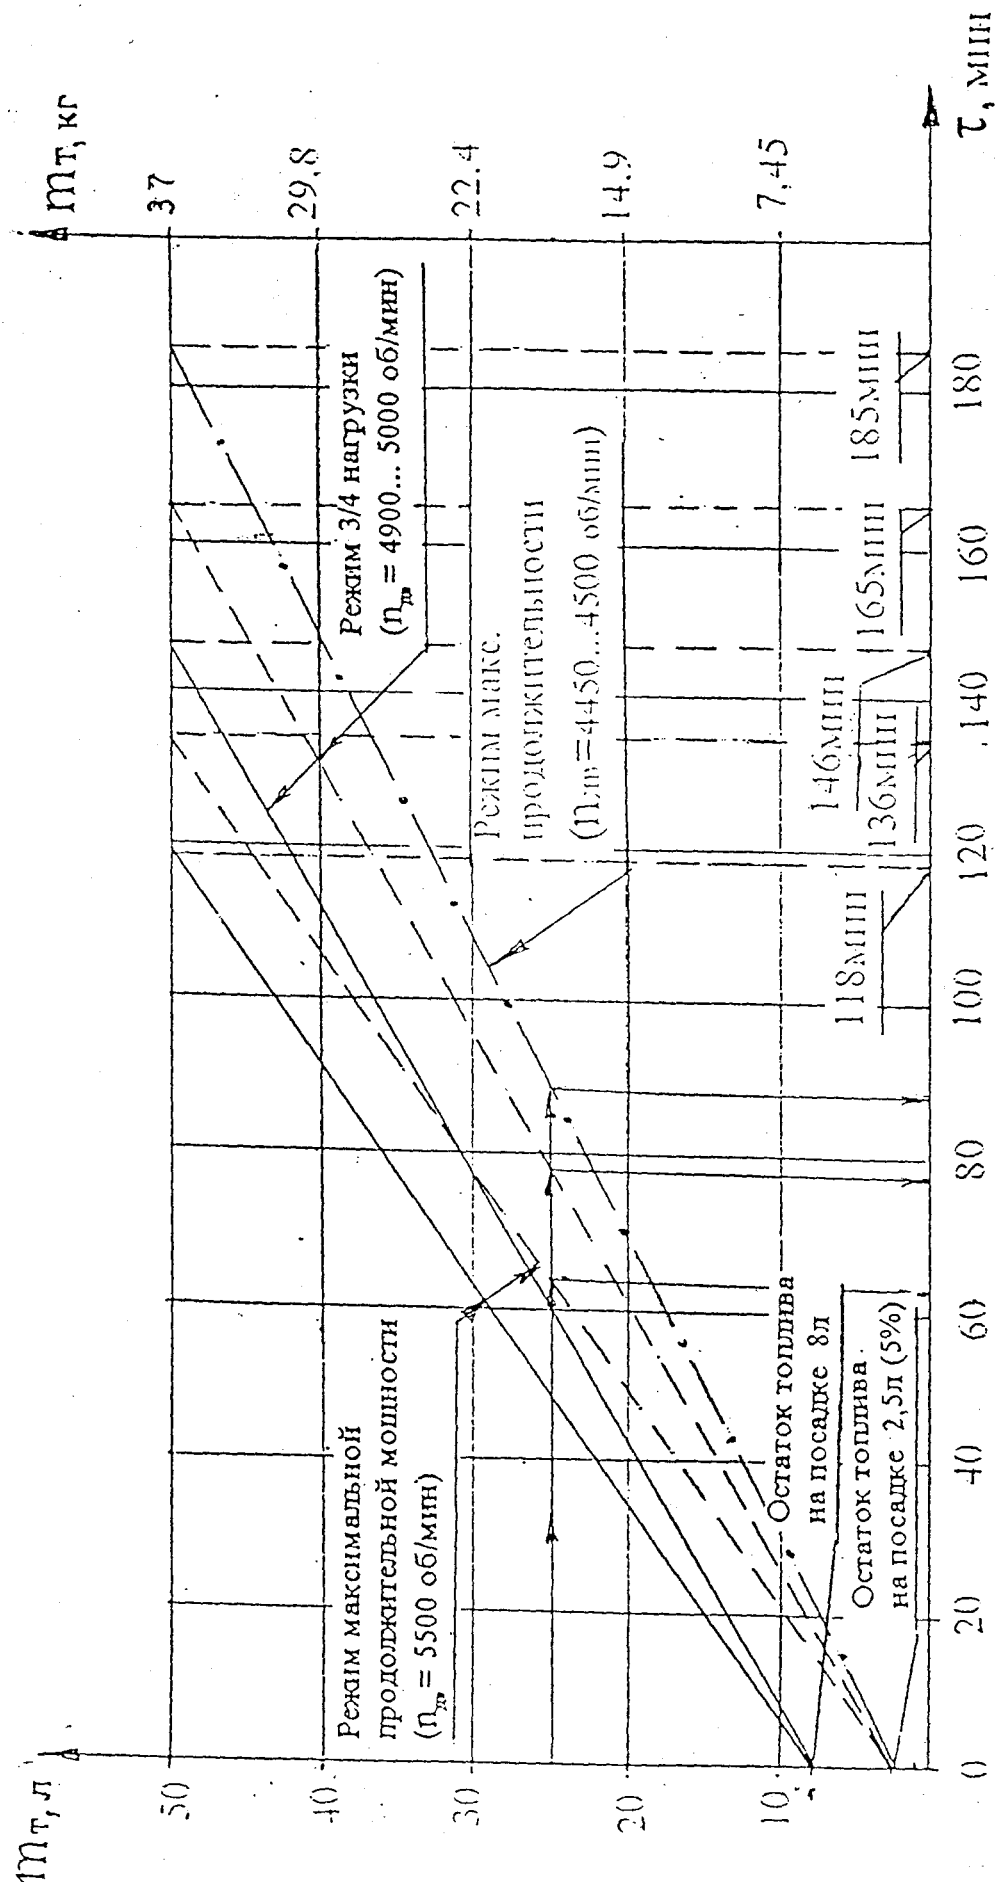 mт, л
mт, кг
50
40
30
20
10
37
29,8
22.4
14.9
7,45
Режим максимальной
продолжительной мощности
(nдв = 5500 об/мин)
Режим 3/4 нагрузки
(nдв = 4900... 5000 об/мин)
Режим макс.
продолжительности
(nдв=4450...4500 об/мин)
Остаток топлива
на посадке 8л
Остаток топлива
на посадке 2,5л (5%)
118мин
136мин
146мин
165мин
185мин
0
20
40
60
80
100
120
140
160
180
τ, мин